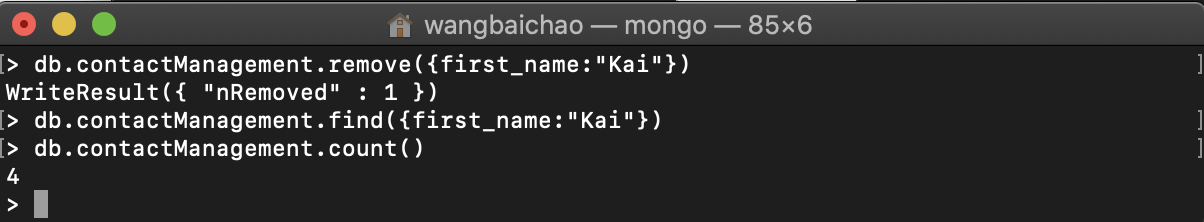 wangbaichao — mongo — 85×6
[> db.contactManagement.remove({first_name:"Kai"}) ]
WriteResult({ "nRemoved" : 1 })
[> db.contactManagement.find({first_name:"Kai"}) ]
[> db.contactManagement.count() ]
4
>